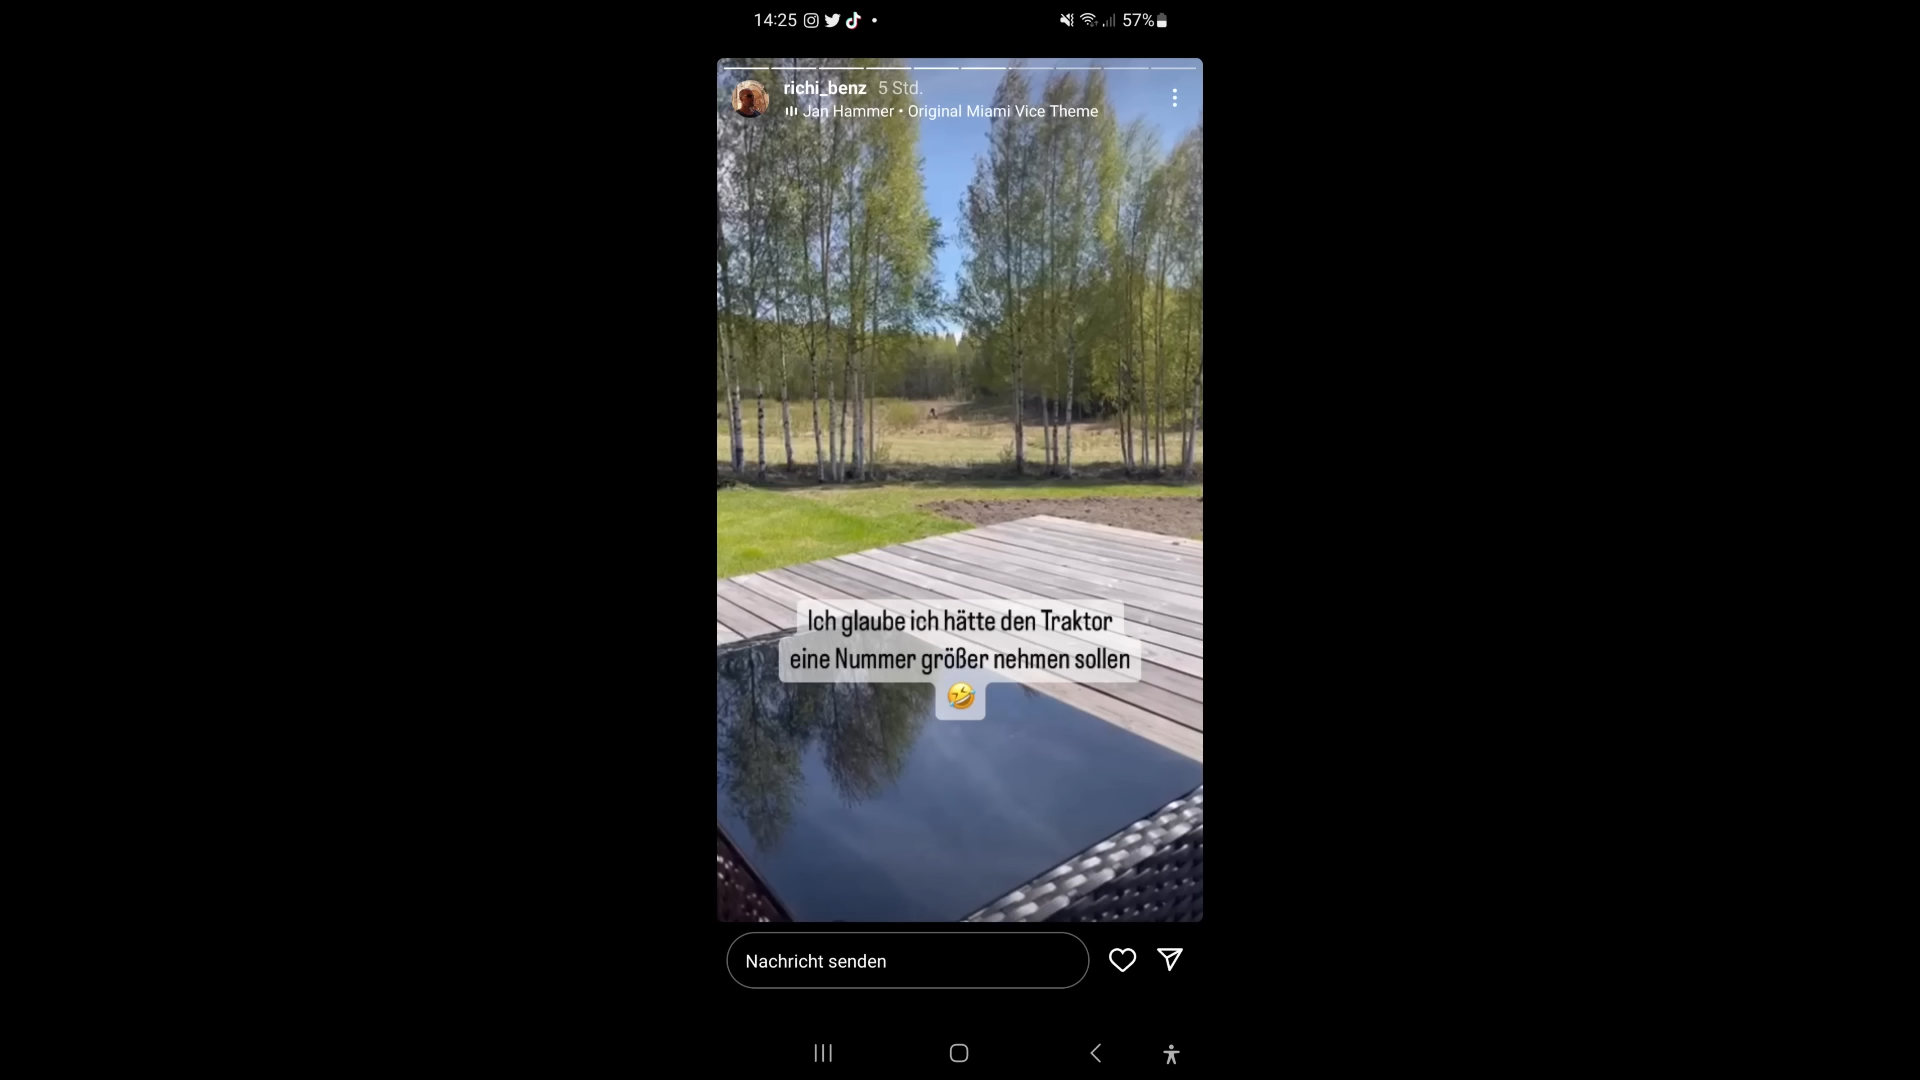 14:25
57%
richi_benz 5 Std.
Jan Hammer • Original Miami Vice Theme
Ich glaube ich hätte den Traktor
eine Nummer größer nehmen sollen
🤣
Nachricht senden